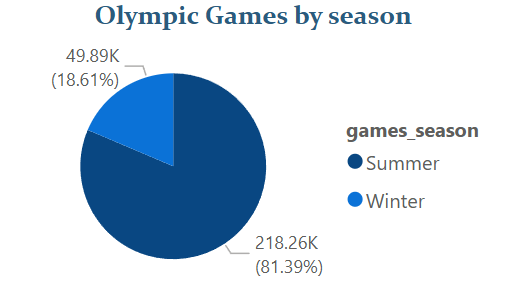 Olympic Games by season
49.89K
(18.61%)
games_season
Summer
Winter
218.26K
(81.39%)